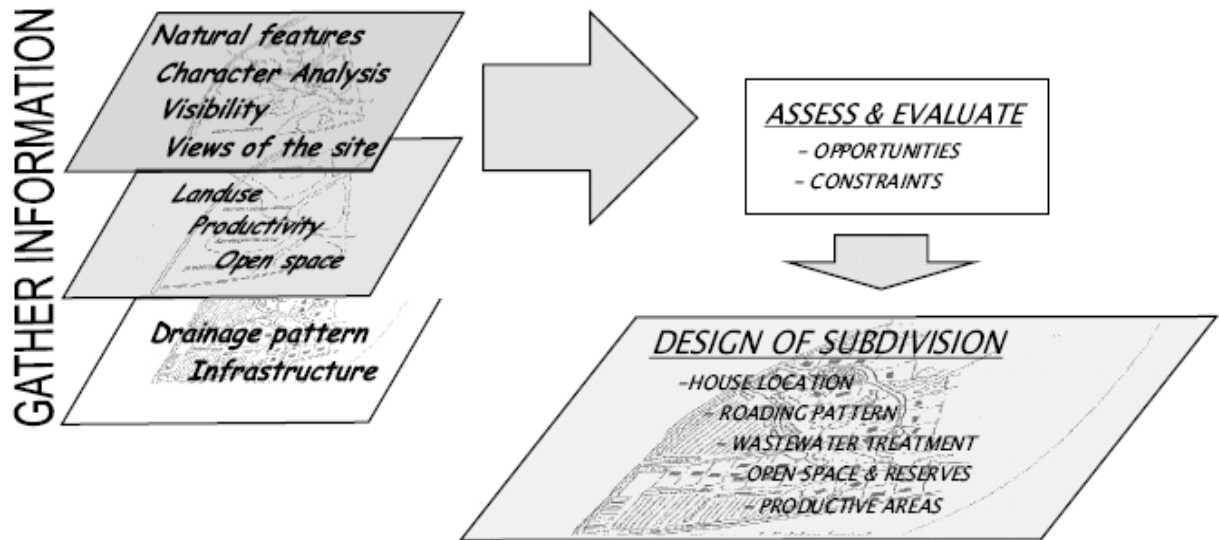 GATHER INFORMATION
Natural features
Character Analysis
Visibility
Views of the site
Landuse
Productivity
Open space
Drainage pattern
Infrastructure
ASSESS & EVALUATE
- OPPORTUNITIES
- CONSTRAINTS
DESIGN OF SUBDIVISION
-HOUSE LOCATION
- ROADING PATTERN
- WASTEWATER TREATMENT
-OPEN SPACE & RESERVES
- PRODUCTIVE AREAS